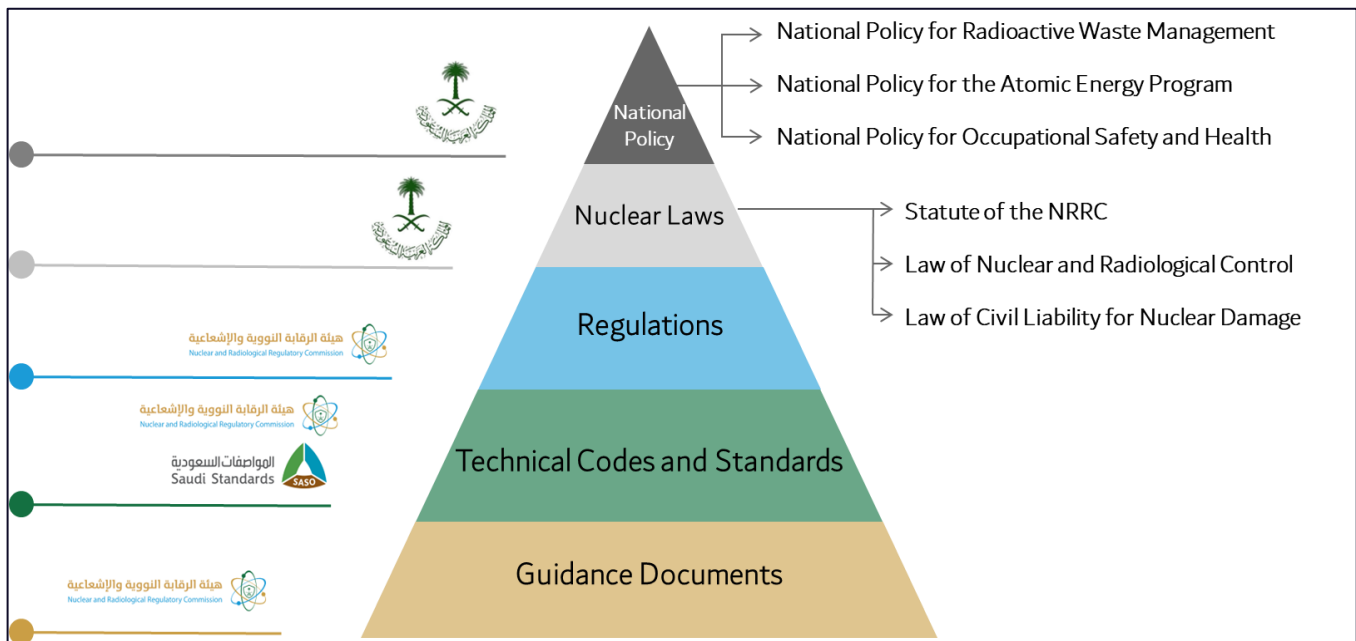 National Policy for Radioactive Waste Management
National Policy for the Atomic Energy Program
National
Policy
National Policy for Occupational Safety and Health
Nuclear Laws
Statute of the NRRC
Law of Nuclear and Radiological Control
Law of Civil Liability for Nuclear Damage
هيئة الرقابة النووية والإشعاعية
Nuclear and Radiological Regulatory Commission
Regulations
هيئة الرقابة النووية والإشعاعية
Nuclear and Radiological Regulatory Commission
المواصفات السعودية
Saudi Standards
SASO
Technical Codes and Standards
هيئة الرقابة النووية والإشعاعية
Nuclear and Radiological Regulatory Commission
Guidance Documents